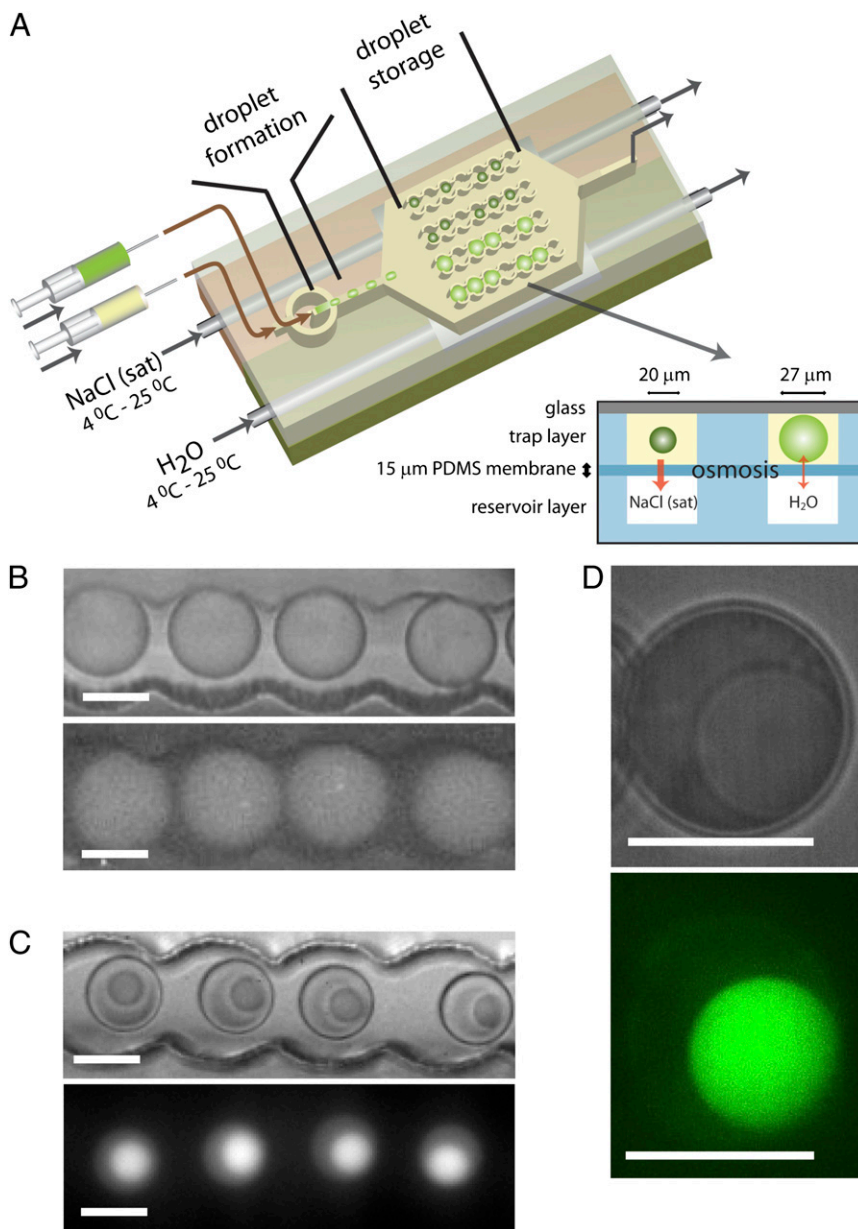 A
droplet
storage
droplet
formation
NaCl (sat)
4 ⁰C - 25 ⁰C
H₂O
4 ⁰C - 25 ⁰C
20 µm
27 µm
glass
trap layer
15 µm PDMS membrane
osmosis
NaCl (sat)
H₂O
reservoir layer
B
C
D